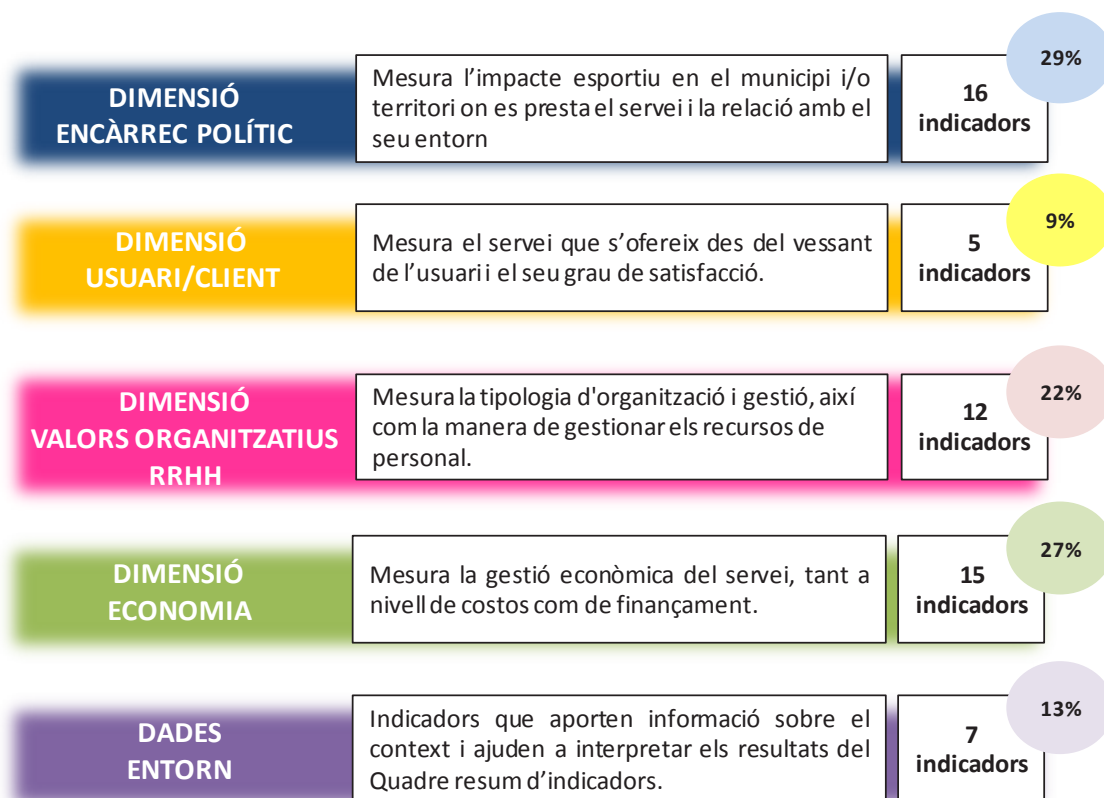 DIMENSIÓ
ENCÀRREC POLÍTIC
Mesura l’impacte esportiu en el municipi i/o
territori on es presta el servei i la relació amb el
seu entorn
16
indicadors
29%
DIMENSIÓ
USUARI/CLIENT
Mesura el servei que s’ofereix des del vessant
de l’usuari i el seu grau de satisfacció.
5
indicadors
9%
DIMENSIÓ
VALORS ORGANITZATIUS
RRHH
Mesura la tipologia d'organització i gestió, així
com la manera de gestionar els recursos de
personal.
12
indicadors
22%
DIMENSIÓ
ECONOMIA
Mesura la gestió econòmica del servei, tant a
nivell de costos com de finançament.
15
indicadors
27%
DADES
ENTORN
Indicadors que aporten informació sobre el
context i ajuden a interpretar els resultats del
Quadre resum d’indicadors.
7
indicadors
13%